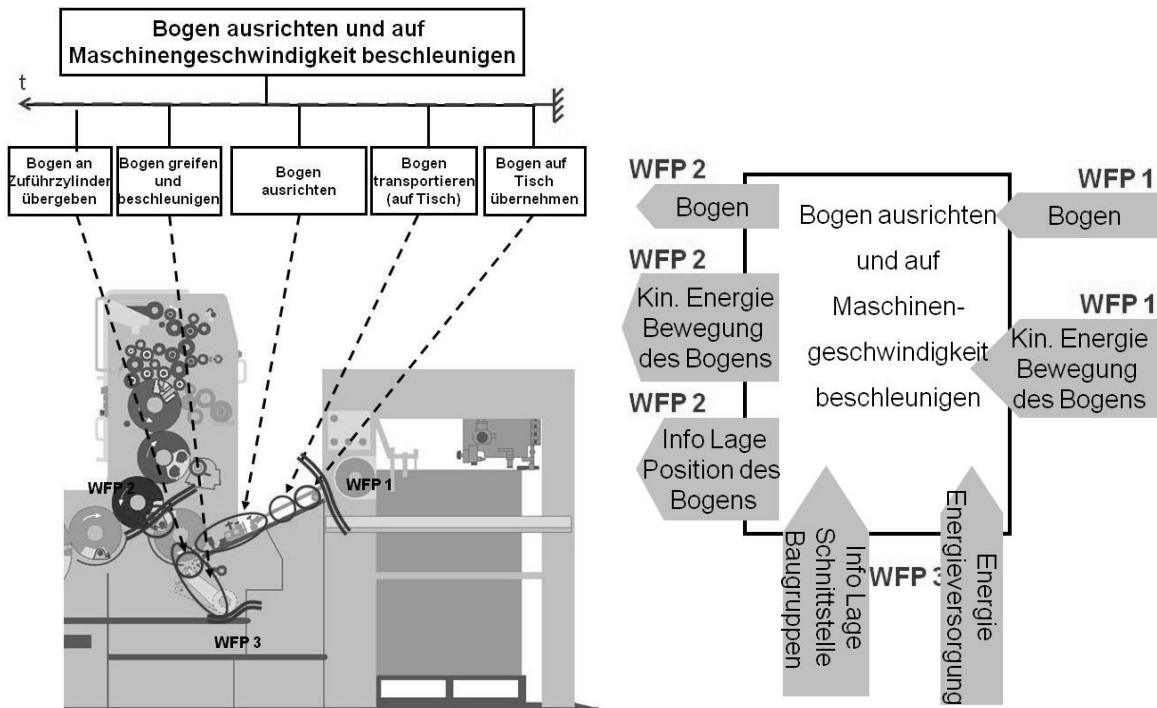 Bogen ausrichten und auf
Maschinengeschwindigkeit beschleunigen
t
Bogen an
Zuführzylinder
übergeben
Bogen greifen
und
beschleunigen
Bogen
ausrichten
Bogen
transportieren
(auf Tisch)
Bogen auf
Tisch
übernehmen
WFP 2
WFP 1
WFP 3
WFP 2
Bogen
WFP 2
Kin. Energie
Bewegung
des Bogens
WFP 2
Info Lage
Position des
Bogens
Bogen ausrichten
und auf
Maschinen-
geschwindigkeit
beschleunigen
WFP 1
Bogen
WFP 1
Kin. Energie
Bewegung
des Bogens
Info Lage
Schnittstelle
Baugruppen
WFP 3
Energie
Energieversorgung